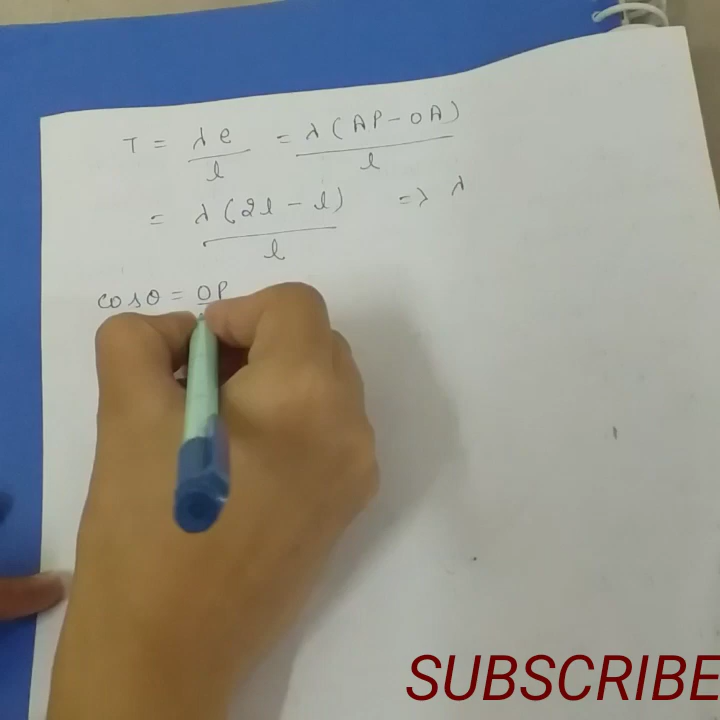 T = λe/l = λ(AP-OA)/l
= λ(2l-l)/l => λ
cosθ = OP
SUBSCRIBE